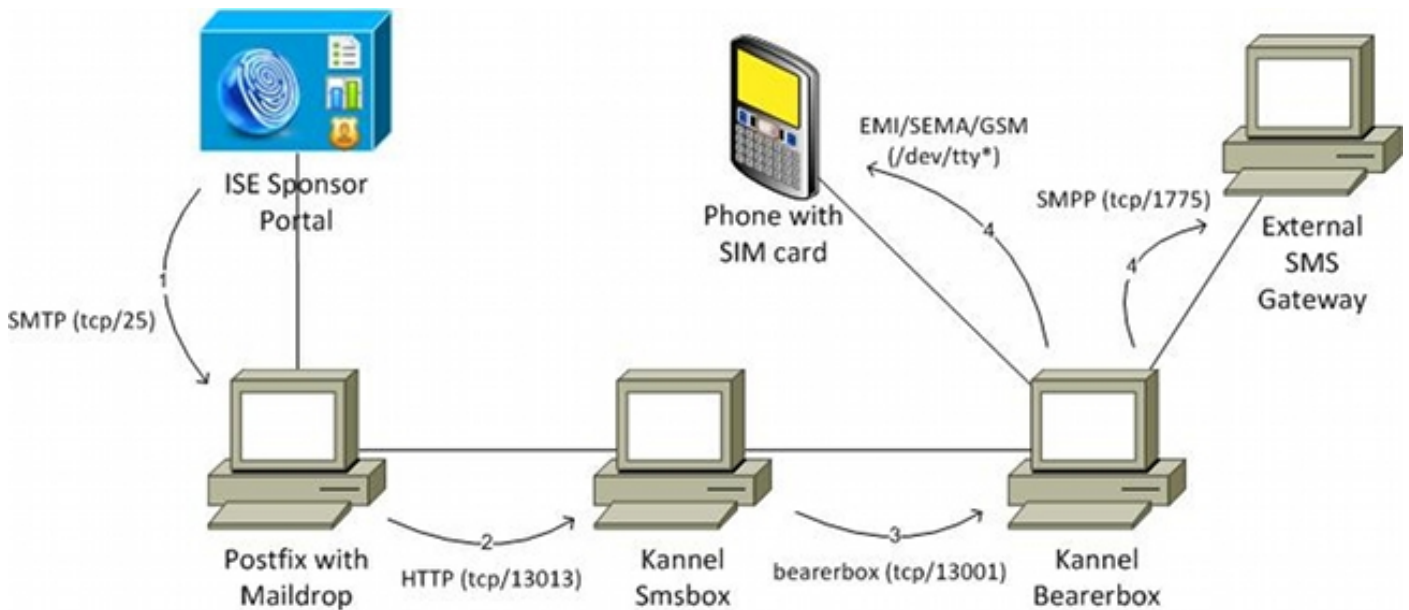 ISE Sponsor
Portal
1
SMTP (tcp/25)
Postfix with
Maildrop
2
HTTP (tcp/13013)
Kannel
Smsbox
3
bearerbox (tcp/13001)
Kannel
Bearerbox
4
EMI/SEMA/GSM
(/dev/tty*)
Phone with
SIM card
4
SMPP (tcp/1775)
External
SMS
Gateway